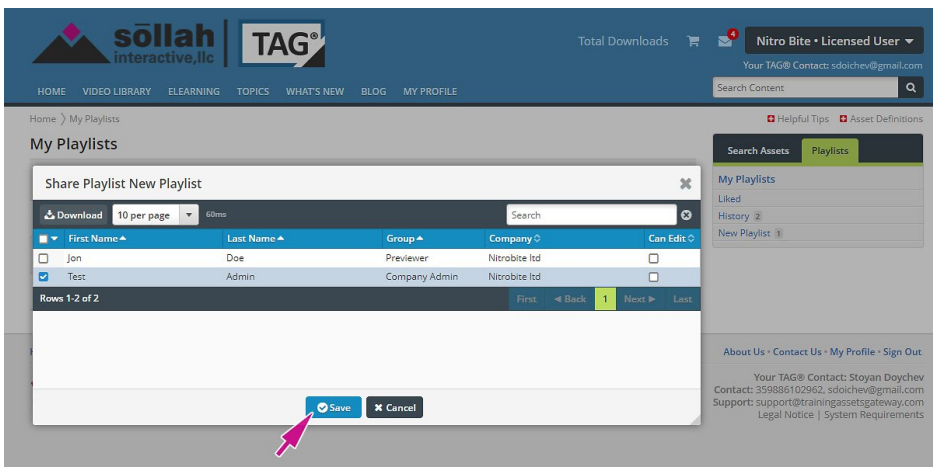 sōllah
interactive,llc
TAG®
Total Downloads
4
Nitro Bite • Licensed User
Your TAG® Contact: sdoichev@gmail.com
HOME VIDEO LIBRARY ELEARNING TOPICS WHAT'S NEW BLOG MY PROFILE
Search Content
Home 〉 My Playlists
Helpful Tips Asset Definitions
My Playlists
Search Assets Playlists
My Playlists
Liked
History 2
New Playlist 1
Share Playlist New Playlist
Download 10 per page 60ms Search
First Name Last Name Group Company Can Edit
Jon Doe Previewer Nitrobite ltd
Test Admin Company Admin Nitrobite ltd
Rows 1-2 of 2 First Back 1 Next Last
Save Cancel
About Us • Contact Us • My Profile • Sign Out
Your TAG® Contact: Stoyan Doychev
Contact: 359886102962, sdoichev@gmail.com
Support: support@trainingassetsgateway.com
Legal Notice | System Requirements